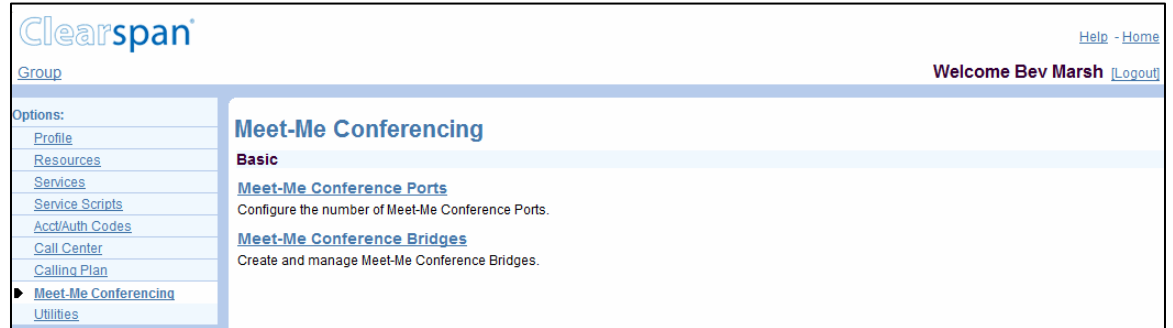 Clearspan
Help - Home
Group
Welcome Bev Marsh [Logout]
Options:
Profile
Resources
Services
Service Scripts
Acct/Auth Codes
Call Center
Calling Plan
Meet-Me Conferencing
Utilities
Meet-Me Conferencing
Basic
Meet-Me Conference Ports
Configure the number of Meet-Me Conference Ports.
Meet-Me Conference Bridges
Create and manage Meet-Me Conference Bridges.